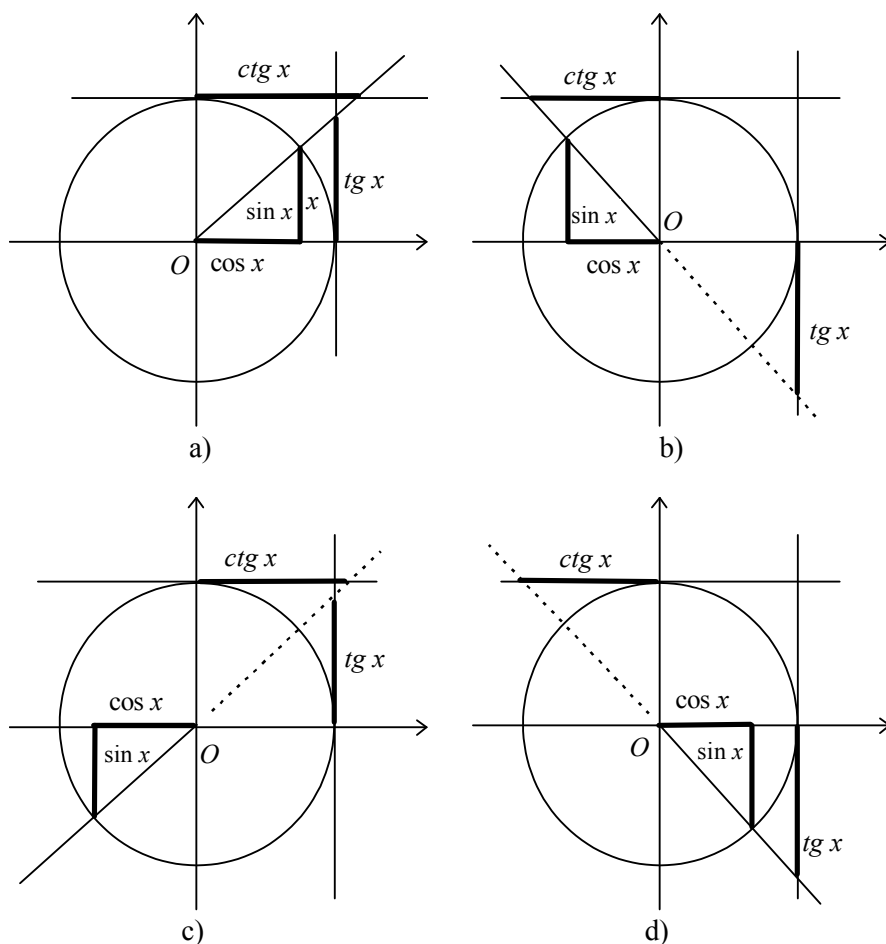 ctg x
ctg x
sin x
x
tg x
sin x
O
O
cos x
cos x
tg x
a)
b)
ctg x
ctg x
tg x
cos x
cos x
sin x
O
O
sin x
tg x
c)
d)